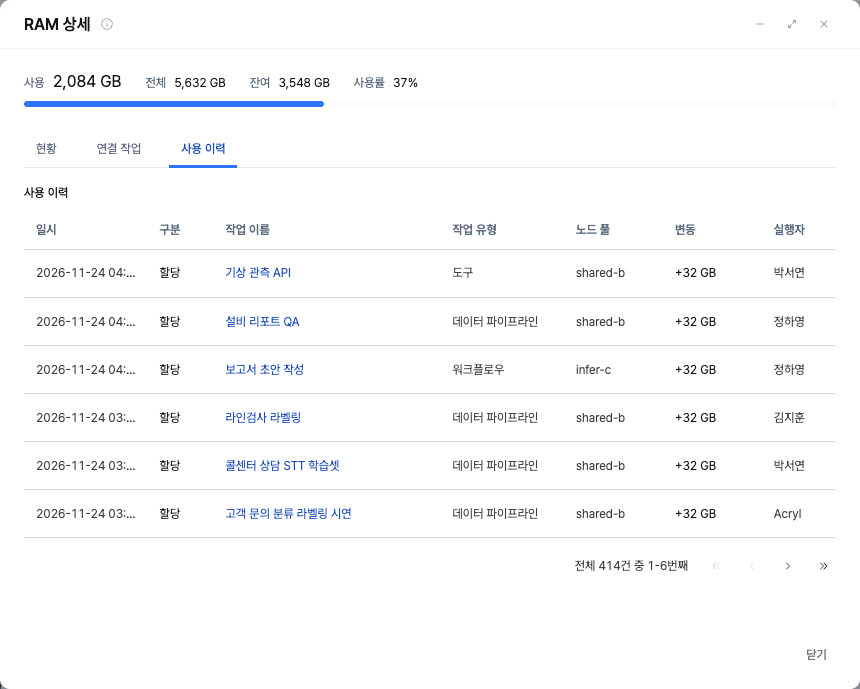 RAM 상세
사용 2,084 GB 전체 5,632 GB 잔여 3,548 GB 사용률 37%
현황 연결 작업 사용 이력
사용 이력
일시 구분 작업 이름 작업 유형 노드 풀 변동 실행자
2026-11-24 04:... 할당 기상 관측 API 도구 shared-b +32 GB 박서연
2026-11-24 04:... 할당 설비 리포트 QA 데이터 파이프라인 shared-b +32 GB 정하영
2026-11-24 04:... 할당 보고서 초안 작성 워크플로우 infer-c +32 GB 정하영
2026-11-24 03:... 할당 라인검사 라벨링 데이터 파이프라인 shared-b +32 GB 김지훈
2026-11-24 03:... 할당 콜센터 상담 STT 학습셋 데이터 파이프라인 shared-b +32 GB 박서연
2026-11-24 03:... 할당 고객 문의 분류 라벨링 시연 데이터 파이프라인 shared-b +32 GB Acryl
전체 414건 중 1-6번째
닫기